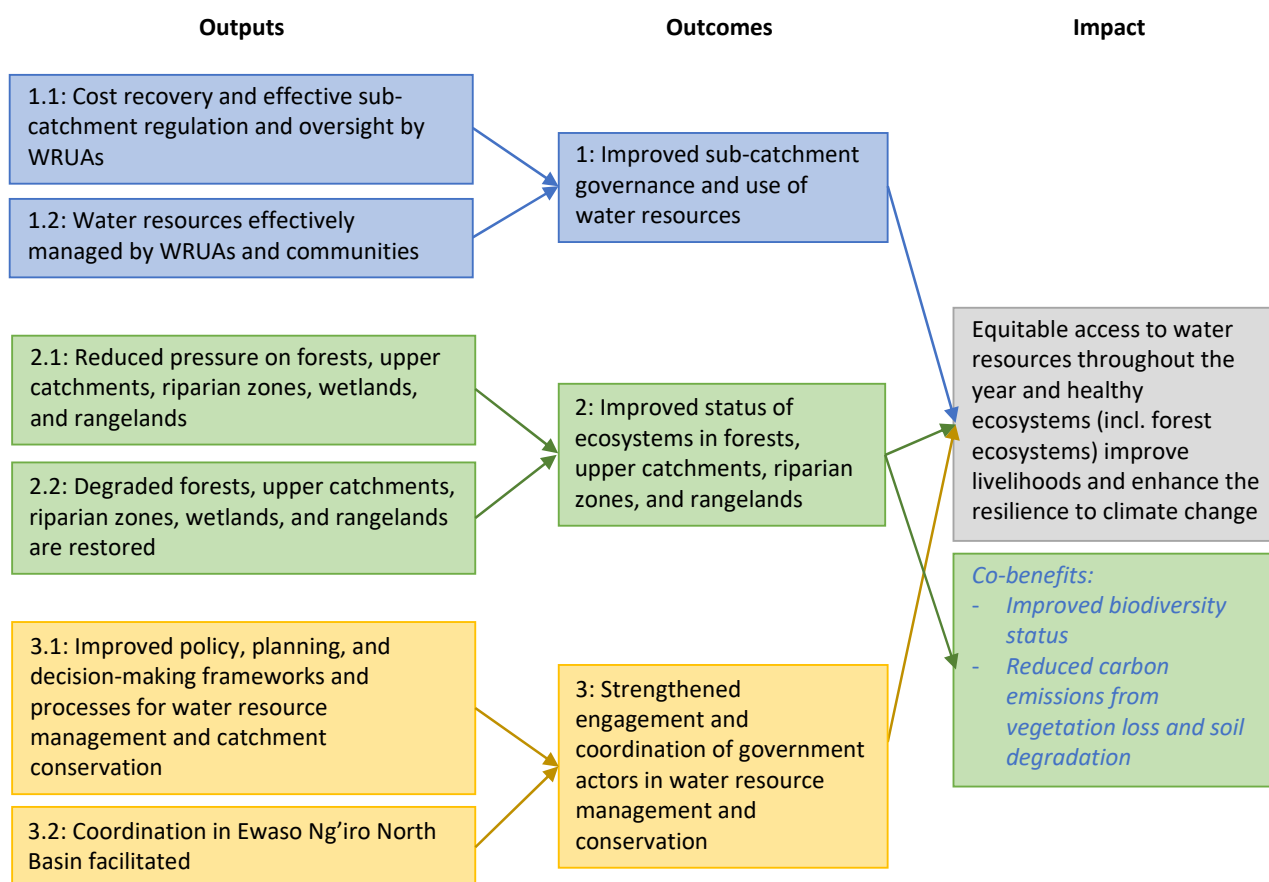 Outputs
Outcomes
Impact
1.1: Cost recovery and effective sub-
catchment regulation and oversight by
WRUAs
1.2: Water resources effectively
managed by WRUAs and communities
1: Improved sub-catchment
governance and use of
water resources
2.1: Reduced pressure on forests, upper
catchments, riparian zones, wetlands,
and rangelands
2.2: Degraded forests, upper catchments,
riparian zones, wetlands, and rangelands
are restored
2: Improved status of
ecosystems in forests,
upper catchments, riparian
zones, and rangelands
3.1: Improved policy, planning, and
decision-making frameworks and
processes for water resource
management and catchment
conservation
3.2: Coordination in Ewaso Ng’iro North
Basin facilitated
3: Strengthened
engagement and
coordination of government
actors in water resource
management and
conservation
Equitable access to water
resources throughout the
year and healthy
ecosystems (incl. forest
ecosystems) improve
livelihoods and enhance the
resilience to climate change
Co-benefits:
- Improved biodiversity
status
- Reduced carbon
emissions from
vegetation loss and soil
degradation